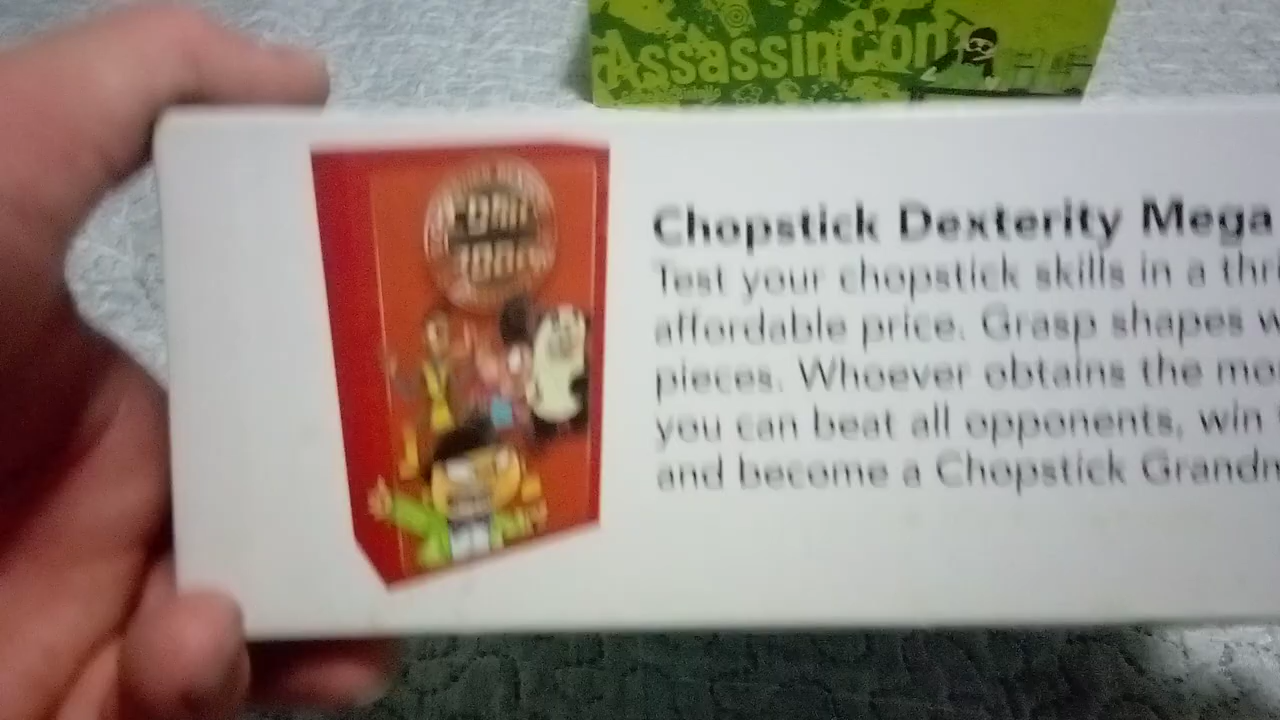 AssassinCon
Chopstick Dexterity Mega
Test your chopstick skills in a thri
affordable price. Grasp shapes w
pieces. Whoever obtains the mo
you can beat all opponents, win
and become a Chopstick Grandm